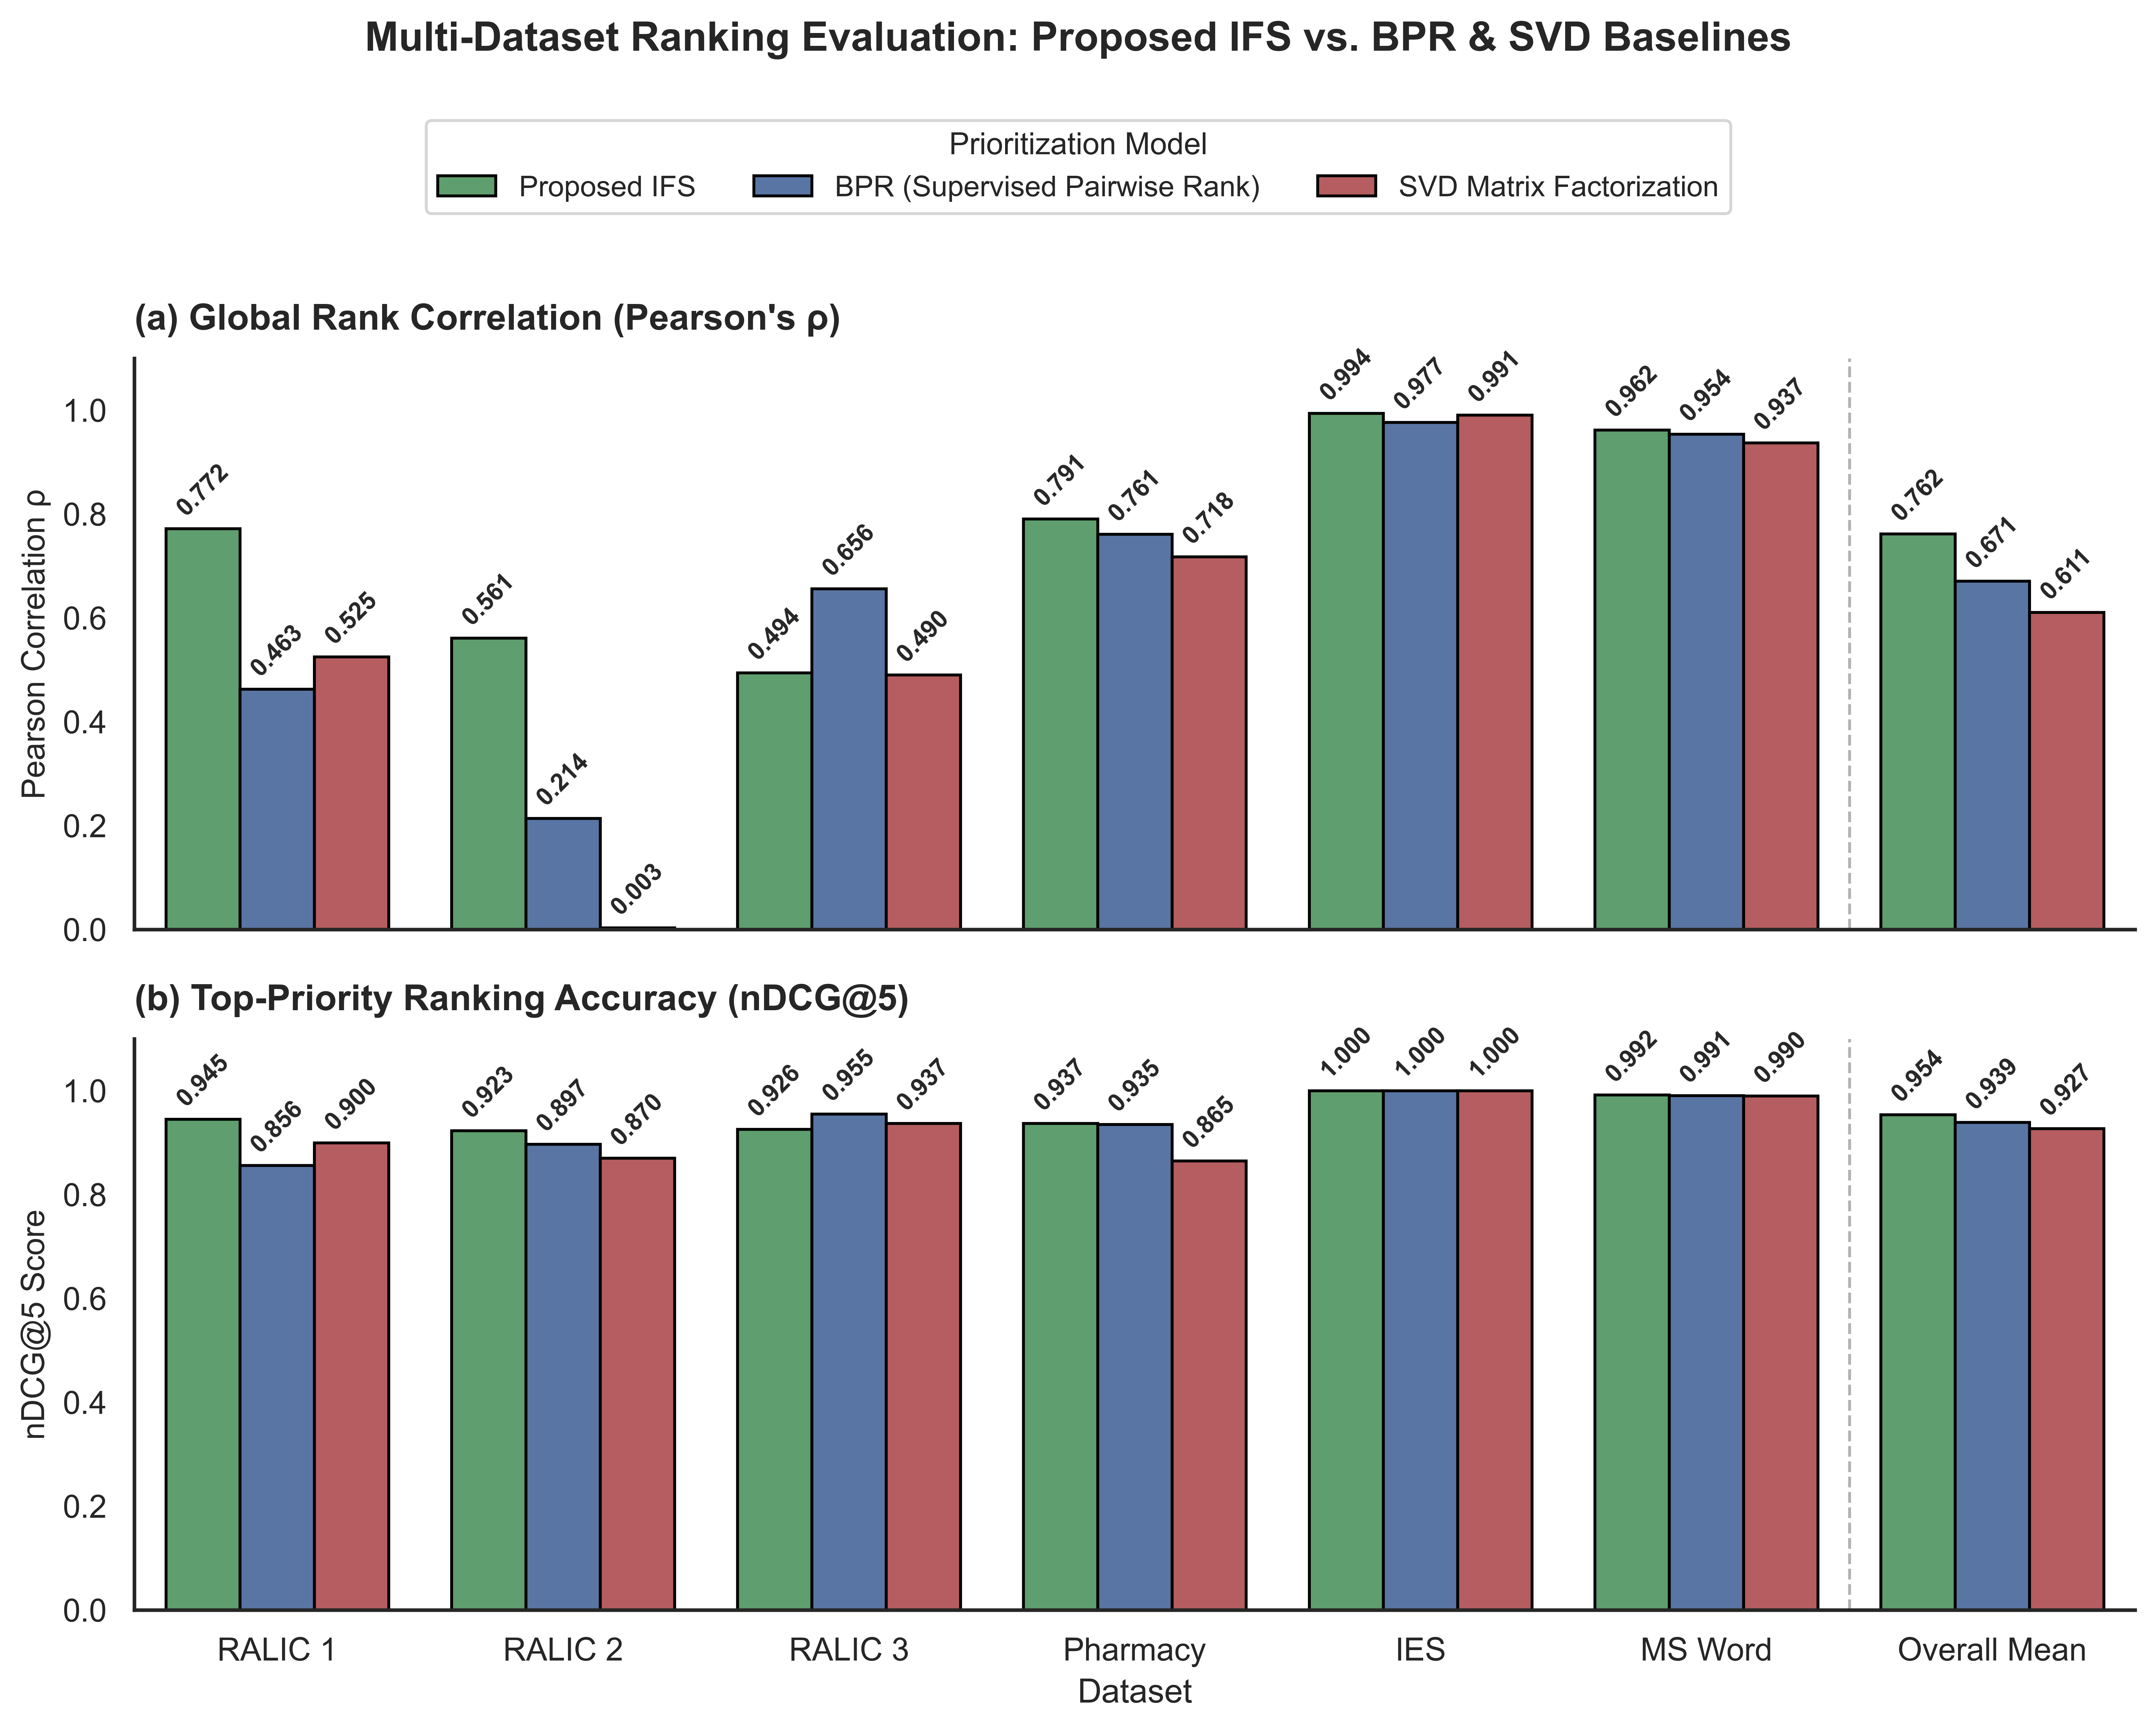 Multi-Dataset Ranking Evaluation: Proposed IFS vs. BPR & SVD Baselines
Prioritization Model
Proposed IFS BPR (Supervised Pairwise Rank) SVD Matrix Factorization
(a) Global Rank Correlation (Pearson's ρ)
Pearson Correlation ρ
1.0
0.8
0.6
0.4
0.2
0.0
0.772 0.463 0.525
0.561 0.214 0.003
0.494 0.656 0.490
0.791 0.761 0.718
0.994 0.977 0.991
0.962 0.954 0.937
0.762 0.671 0.611
(b) Top-Priority Ranking Accuracy (nDCG@5)
nDCG@5 Score
1.0
0.8
0.6
0.4
0.2
0.0
0.945 0.856 0.900
0.923 0.897 0.870
0.926 0.955 0.937
0.937 0.935 0.865
1.000 1.000 1.000
0.992 0.991 0.990
0.954 0.939 0.927
RALIC 1 RALIC 2 RALIC 3 Pharmacy IES MS Word Overall Mean
Dataset